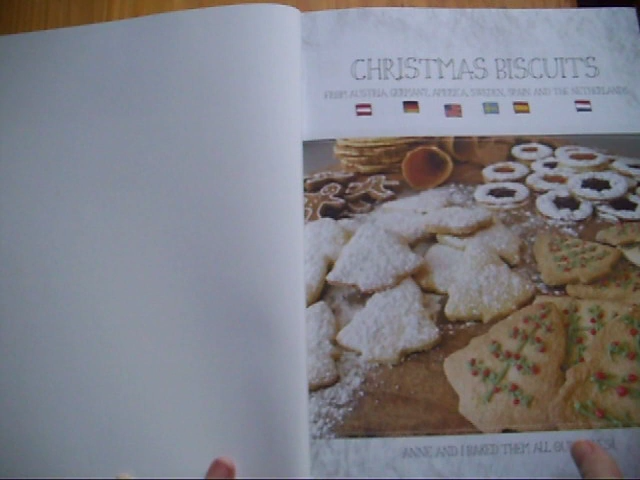 CHRISTMAS BISCUITS
FROM AUSTRIA, GERMANY, AMERICA, SWEDEN, SPAIN AND THE NETHERLANDS
ANNE AND I BAKED THEM ALL